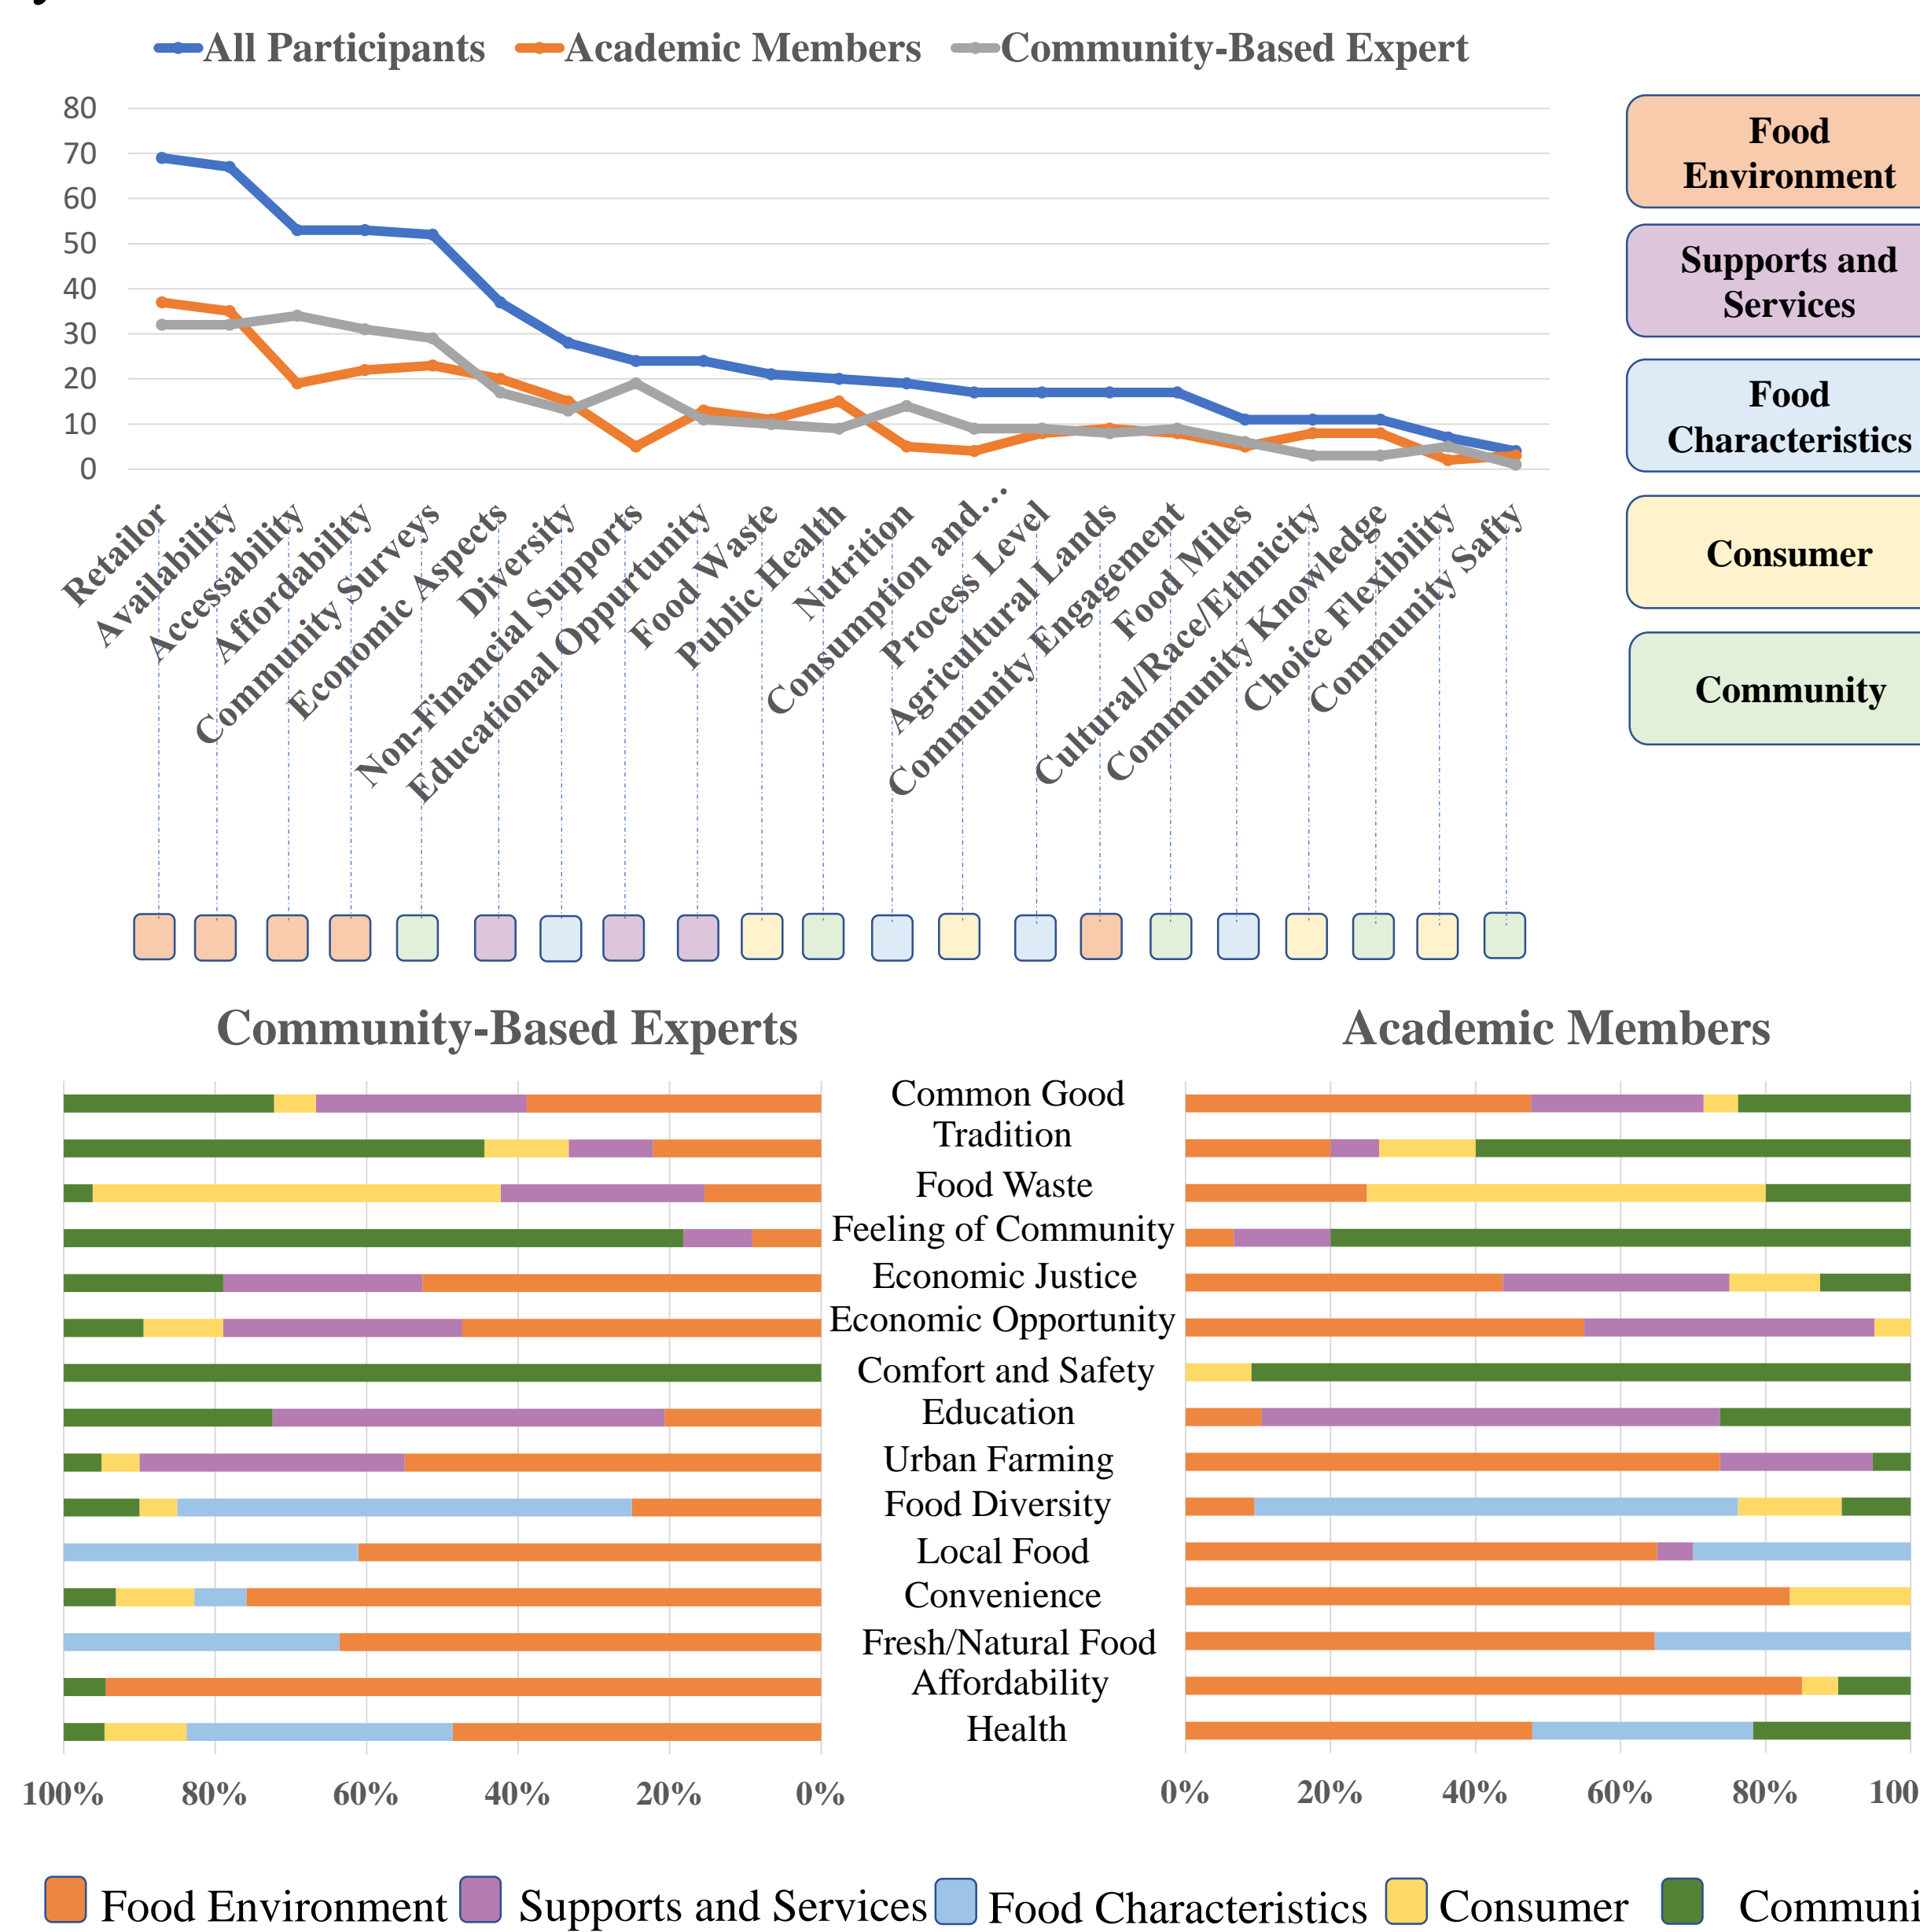 All Participants
Academic Members
Community-Based Expert
80
70
60
50
40
30
20
10
0
Retailor
Availability
Accessability
Affordability
Community Surveys
Economic Aspects
Diversity
Non-Financial Supports
Educational Opprtunity
Food Waste
Public Health
Nutrition
Consumption and...
Process Level
Agricultural Lands
Community Engagement
Food Miles
Cultural/Race/Ethnicity
Community Knowledge
Choice Flexibility
Community Safty
Food
Environment
Supports and
Services
Food
Characteristics
Consumer
Community
Community-Based Experts
Academic Members
Common Good
Tradition
Food Waste
Feeling of Community
Economic Justice
Economic Opportunity
Comfort and Safety
Education
Urban Farming
Food Diversity
Local Food
Convenience
Fresh/Natural Food
Affordability
Health
100% 80% 60% 40% 20% 0%
0% 20% 40% 60% 80% 100
Food Environment
Supports and Services
Food Characteristics
Consumer
Communi